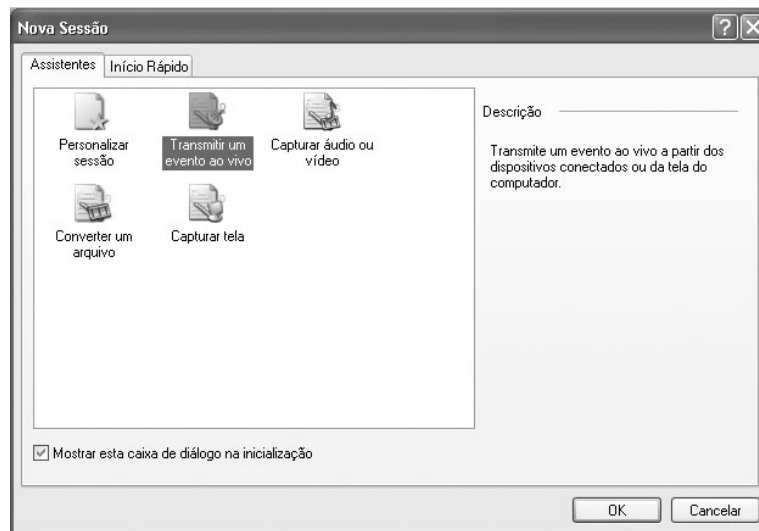 Nova Sessão
Assistentes
Início Rápido
Personalizar
sessão
Transmitir um
evento ao vivo
Capturar áudio ou
vídeo
Converter um
arquivo
Capturar tela
Descrição
Transmite um evento ao vivo a partir dos
dispositivos conectados ou da tela do
computador.
Mostrar esta caixa de diálogo na inicialização
OK
Cancelar